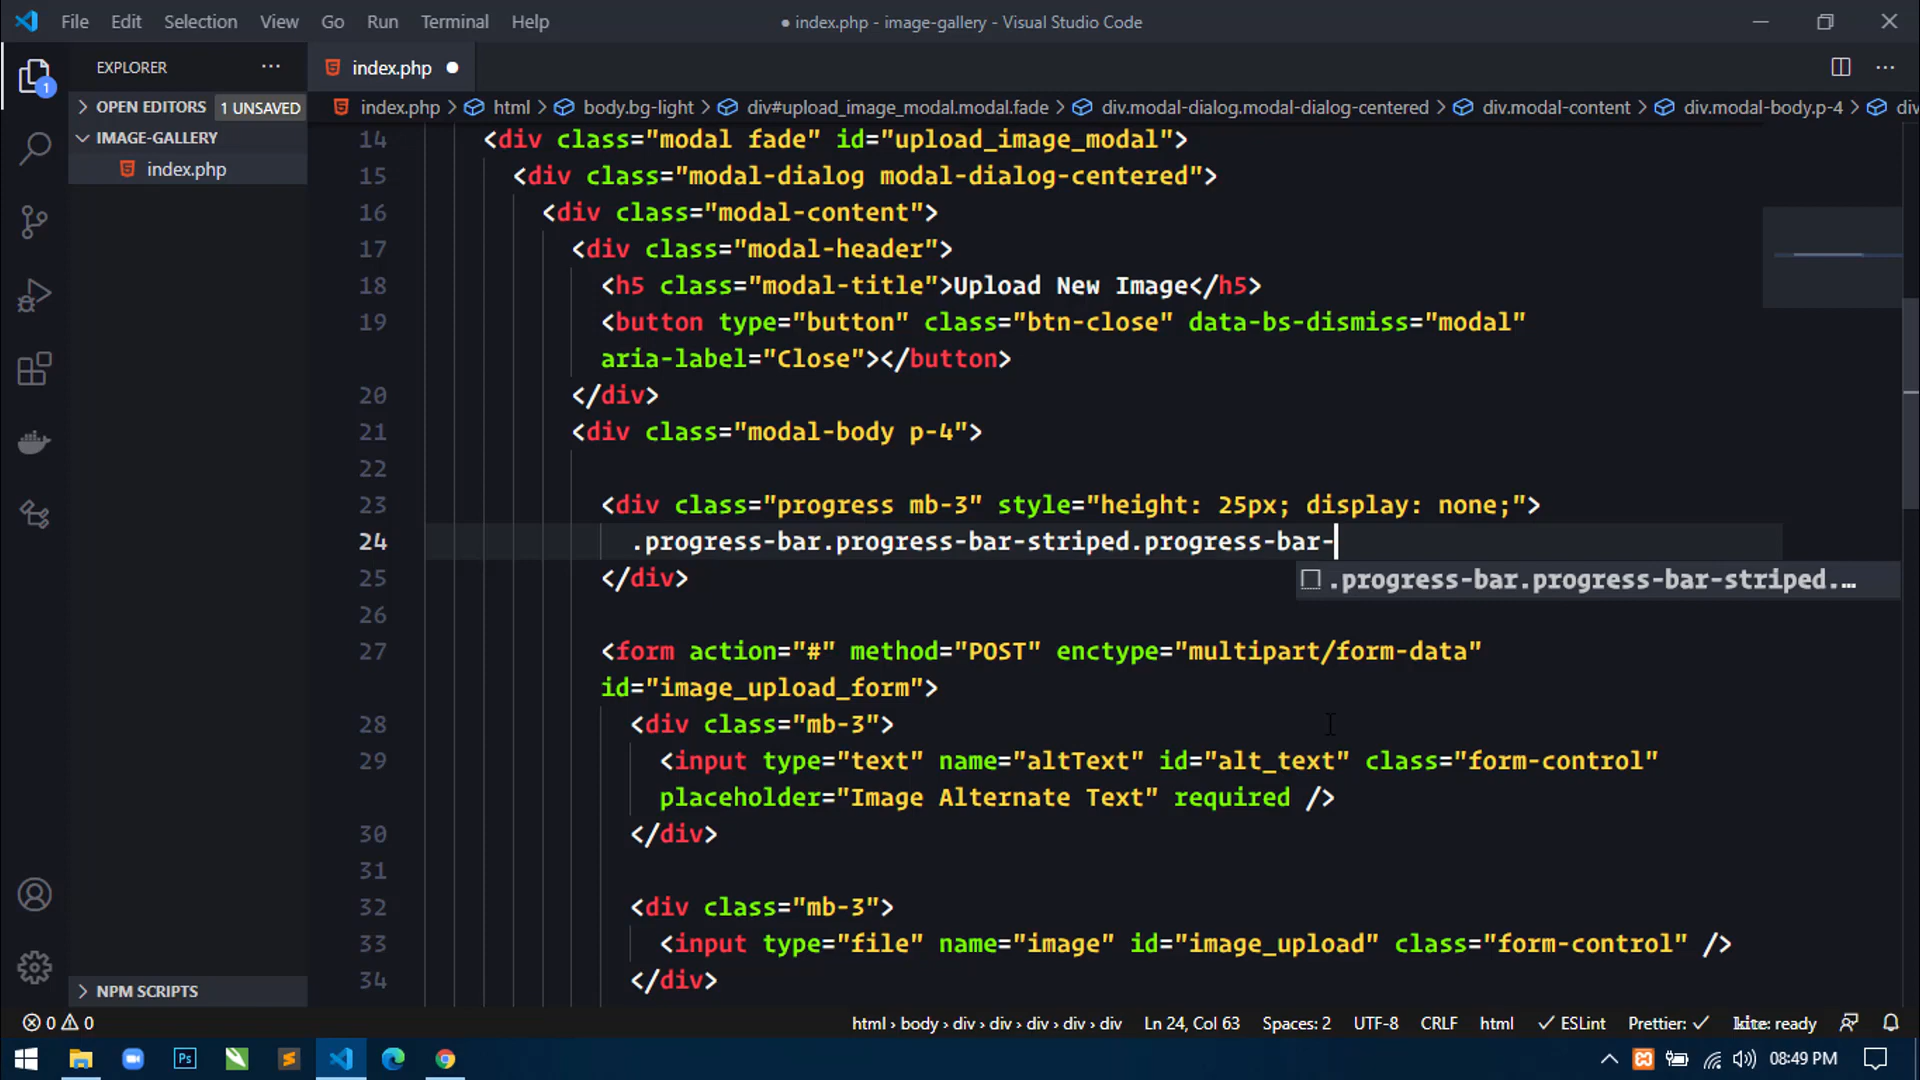 File Edit Selection View Go Run Terminal Help
● index.php - image-gallery - Visual Studio Code
EXPLORER
index.php
OPEN EDITORS 1 UNSAVED
IMAGE-GALLERY
index.php
index.php > html > body.bg-light > div#upload_image_modal.modal.fade > div.modal-dialog.modal-dialog-centered > div.modal-content > div.modal-body.p-4 > div
14 <div class="modal fade" id="upload_image_modal">
15 <div class="modal-dialog modal-dialog-centered">
16 <div class="modal-content">
17 <div class="modal-header">
18 <h5 class="modal-title">Upload New Image</h5>
19 <button type="button" class="btn-close" data-bs-dismiss="modal"
aria-label="Close"></button>
20 </div>
21 <div class="modal-body p-4">
22
23 <div class="progress mb-3" style="height: 25px; display: none;">
24 .progress-bar.progress-bar-striped.progress-bar-
.progress-bar.progress-bar-striped.…
25 </div>
26
27 <form action="#" method="POST" enctype="multipart/form-data"
id="image_upload_form">
28 <div class="mb-3">
29 <input type="text" name="altText" id="alt_text" class="form-control"
placeholder="Image Alternate Text" required />
30 </div>
31
32 <div class="mb-3">
33 <input type="file" name="image" id="image_upload" class="form-control" />
34 </div>
NPM SCRIPTS
0 0
html › body › div › div › div › div › div Ln 24, Col 63 Spaces: 2 UTF-8 CRLF html ESLint Prettier: ✓ kite: ready
1
Ps
08:49 PM